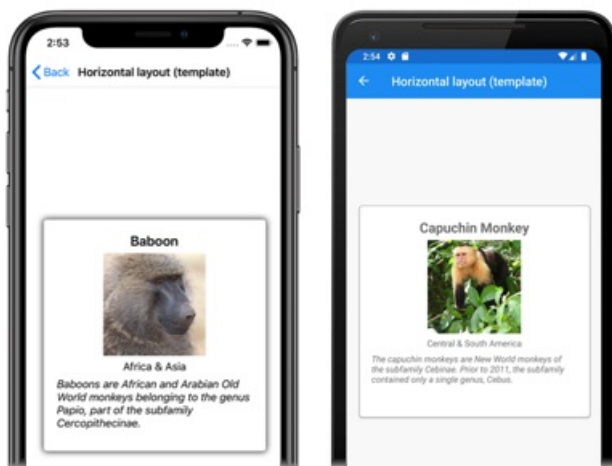 2:53
Back Horizontal layout (template)
Baboon
Africa & Asia
Baboons are African and Arabian Old
World monkeys belonging to the genus
Papio, part of the subfamily
Cercopithecinae.
2:54
Horizontal layout (template)
Capuchin Monkey
Central & South America
The capuchin monkeys are New World monkeys of
the subfamily Cebinae. Prior to 2011, the subfamily
contained only a single genus, Cebus.